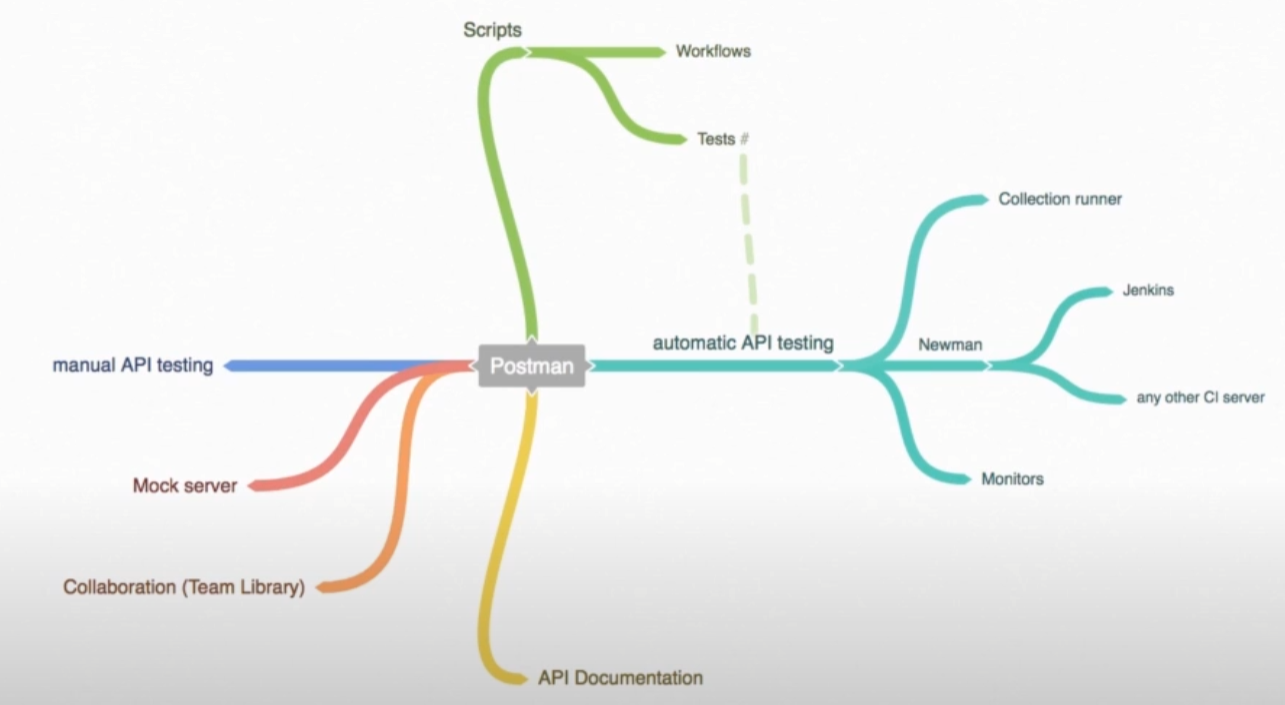 Scripts
Workflows
Tests #
Collection runner
Jenkins
automatic API testing
Newman
manual API testing
Postman
any other CI server
Mock server
Monitors
Collaboration (Team Library)
API Documentation